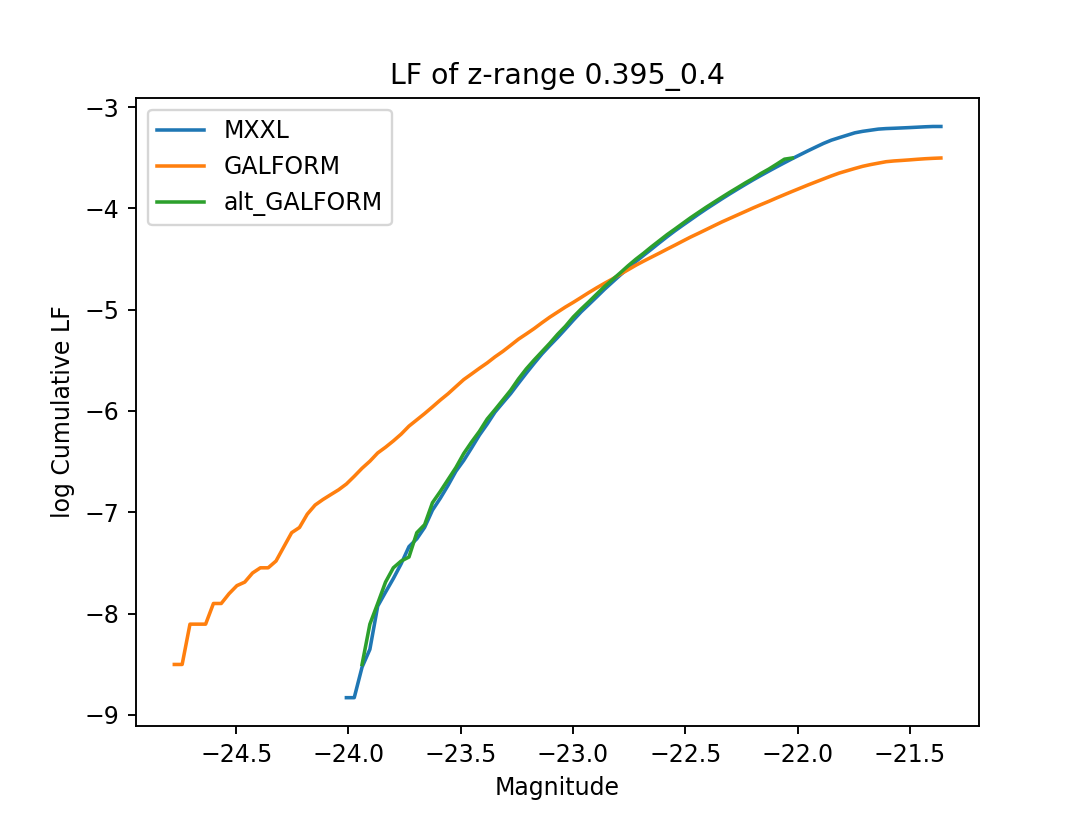 LF of z-range 0.395_0.4
MXXL
GALFORM
alt_GALFORM
−3
−4
−5
−6
−7
−8
−9
log Cumulative LF
−24.5
−24.0
−23.5
−23.0
−22.5
−22.0
−21.5
Magnitude